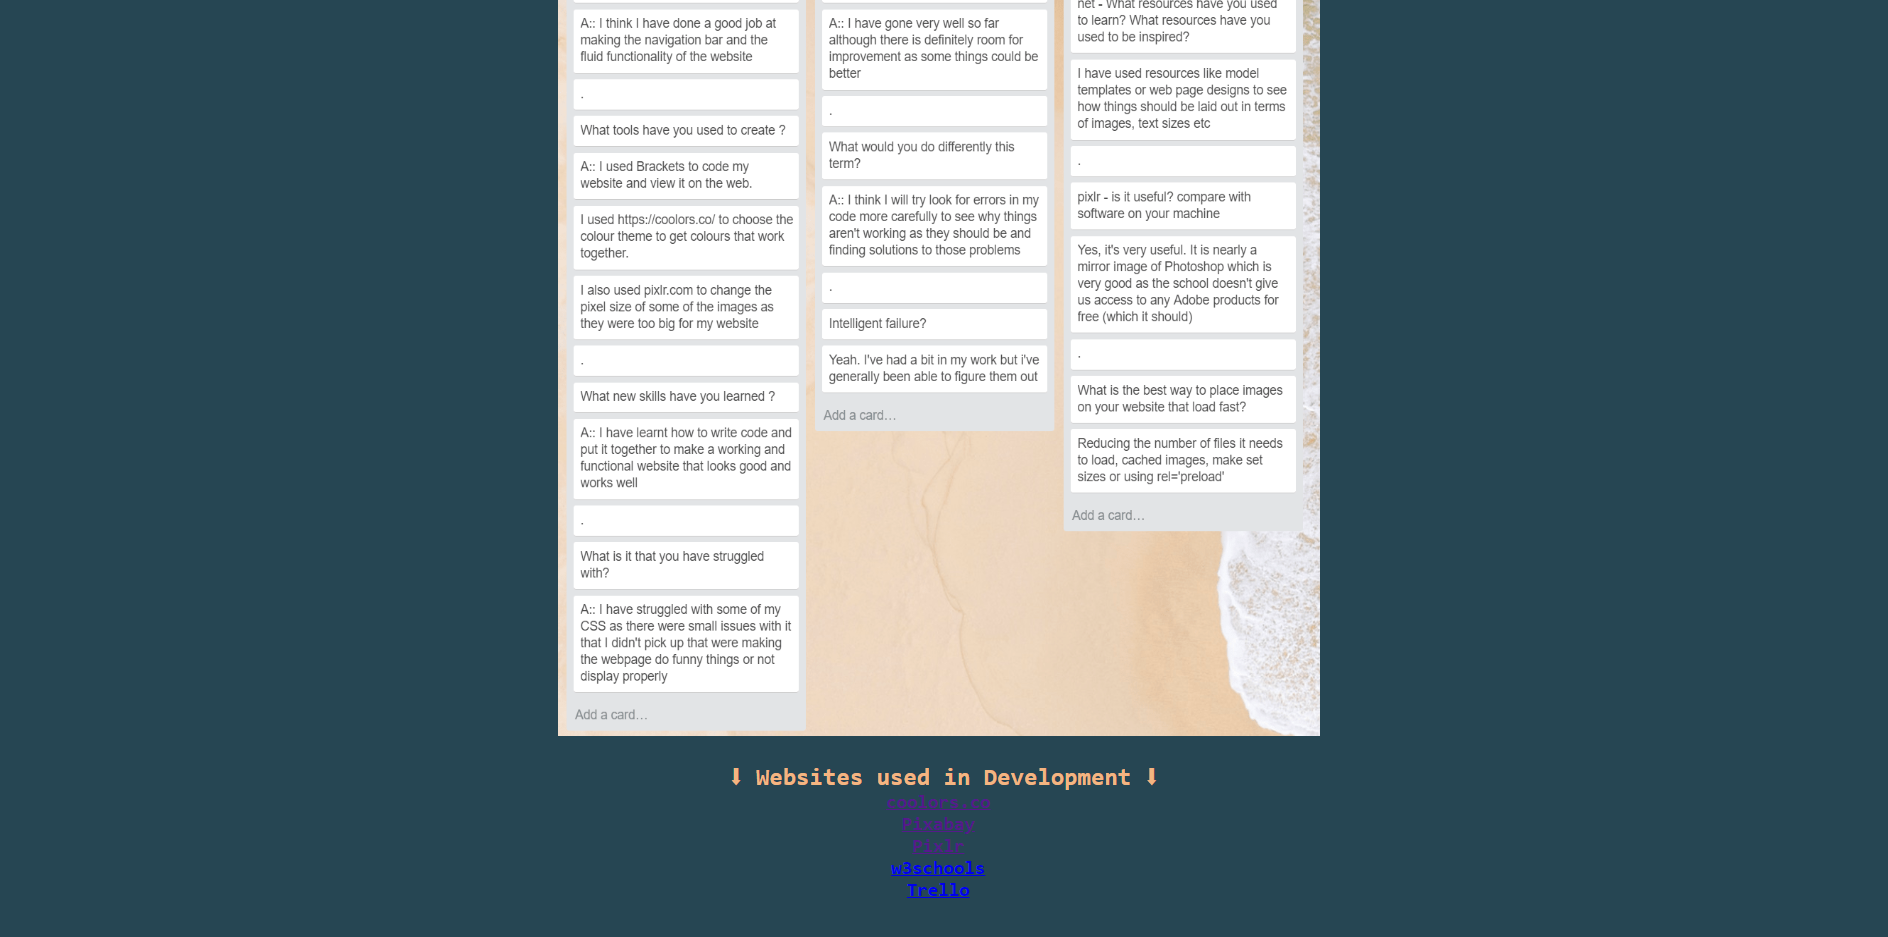 A:: I think I have done a good job at
making the navigation bar and the
fluid functionality of the website
.
What tools have you used to create ?
A:: I used Brackets to code my
website and view it on the web.
I used https://coolors.co/ to choose the
colour theme to get colours that work
together.
I also used pixlr.com to change the
pixel size of some of the images as
they were too big for my website
.
What new skills have you learned ?
A:: I have learnt how to write code and
put it together to make a working and
functional website that looks good and
works well
.
What is it that you have struggled
with?
A:: I have struggled with some of my
CSS as there were small issues with it
that I didn't pick up that were making
the webpage do funny things or not
display properly
Add a card...
A:: I have gone very well so far
although there is definitely room for
improvement as some things could be
better
.
What would you do differently this
term?
A:: I think I will try look for errors in my
code more carefully to see why things
aren't working as they should be and
finding solutions to those problems
.
Intelligent failure?
Yeah. I've had a bit in my work but i've
generally been able to figure them out
Add a card...
net - What resources have you used
to learn? What resources have you
used to be inspired?
I have used resources like model
templates or web page designs to see
how things should be laid out in terms
of images, text sizes etc
.
pixlr - is it useful? compare with
software on your machine
Yes, it's very useful. It is nearly a
mirror image of Photoshop which is
very good as the school doesn't give
us access to any Adobe products for
free (which it should)
.
What is the best way to place images
on your website that load fast?
Reducing the number of files it needs
to load, cached images, make set
sizes or using rel='preload'
Add a card...
⬇ Websites used in Development ⬇
coolors.co
Pixabay
Pixlr
w3schools
Trello